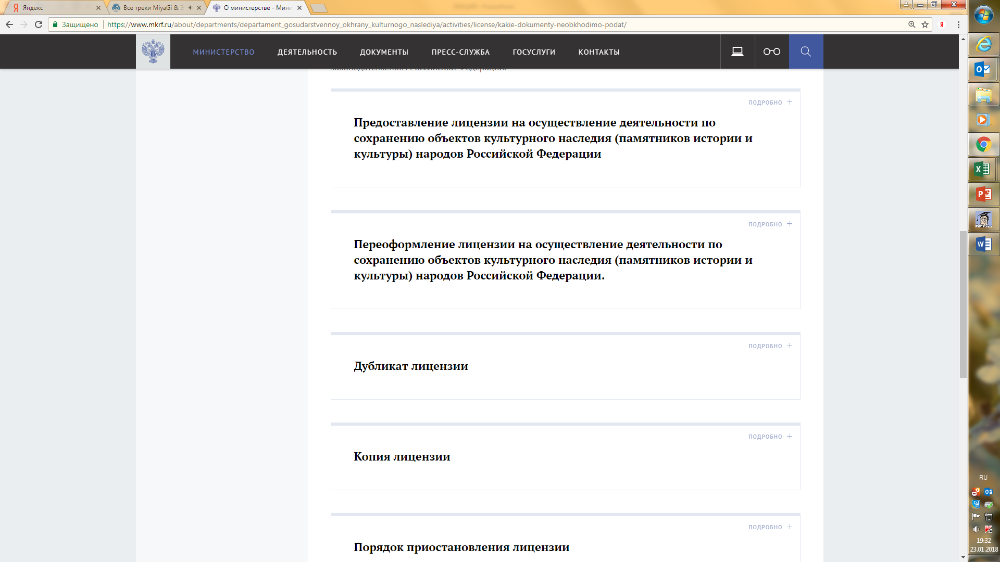 Яндекс
Все треки MiyaGi & Э
О министерстве - Мини
Защищено
https://www.mkrf.ru/about/departments/departament_gosudarstvennoy_okhrany_kulturnogo_naslediya/activities/license/kakie-dokumenty-neobkhodimo-podat/
МИНИСТЕРСТВО
ДЕЯТЕЛЬНОСТЬ
ДОКУМЕНТЫ
ПРЕСС-СЛУЖБА
ГОСУСЛУГИ
КОНТАКТЫ
законодательством Российской Федерации.
ПОДРОБНО +
Предоставление лицензии на осуществление деятельности по
сохранению объектов культурного наследия (памятников истории и
культуры) народов Российской Федерации
ПОДРОБНО +
Переоформление лицензии на осуществление деятельности по
сохранению объектов культурного наследия (памятников истории и
культуры) народов Российской Федерации.
ПОДРОБНО +
Дубликат лицензии
ПОДРОБНО +
Копия лицензии
ПОДРОБНО +
Порядок приостановления лицензии
RU
19:32
23.01.2018